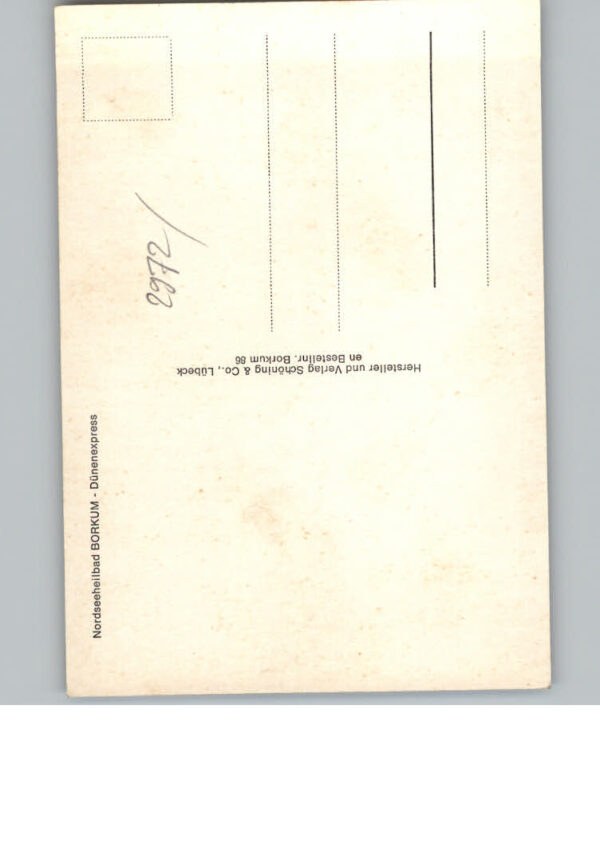 2972/
Hersteller und Verlag Schöning & Co., Lübeck
en Bestellnr. Borkum 86
Nordseeheilbad BORKUM - Dünenexpress